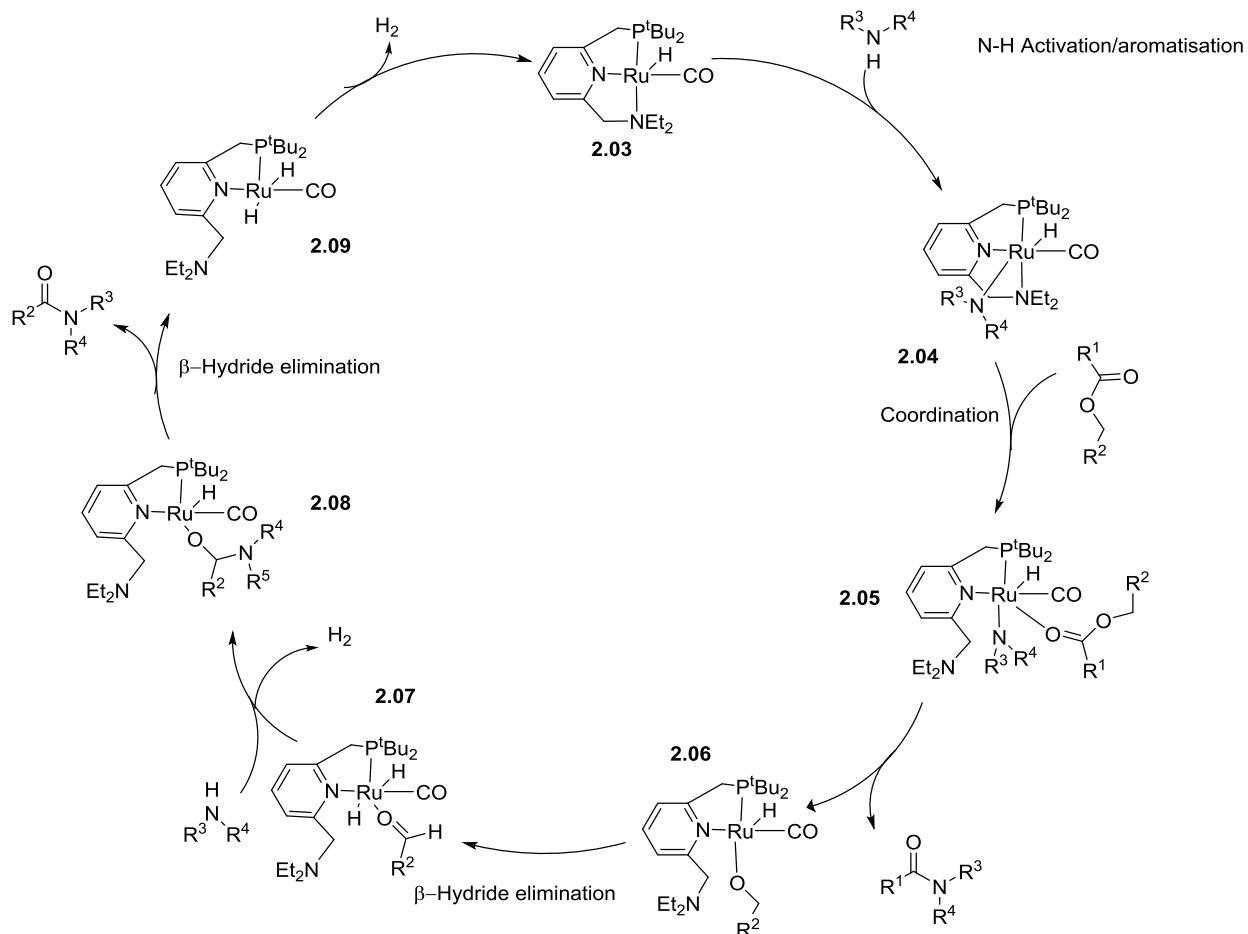 H₂
PᵗBu₂
H
N
Ru
CO
NEt₂
2.03
R³
R⁴
N
H
N-H Activation/aromatisation
PᵗBu₂
H
N
Ru
CO
H
Et₂N
2.09
PᵗBu₂
H
N
Ru
CO
R³
N
NEt₂
R⁴
2.04
O
R²
N
R³
R⁴
β–Hydride elimination
R¹
O
O
R²
Coordination
PᵗBu₂
H
N
Ru
CO
O
N
R⁴
R²
R⁵
Et₂N
2.08
2.05
PᵗBu₂
H
N
Ru
CO
R²
O
O
N
R³
R⁴
R¹
Et₂N
H₂
H
N
R³
R⁴
2.07
PᵗBu₂
H
N
Ru
CO
H
O
H
R²
Et₂N
β–Hydride elimination
2.06
PᵗBu₂
H
N
Ru
CO
O
Et₂N
R²
O
R¹
N
R³
R⁴